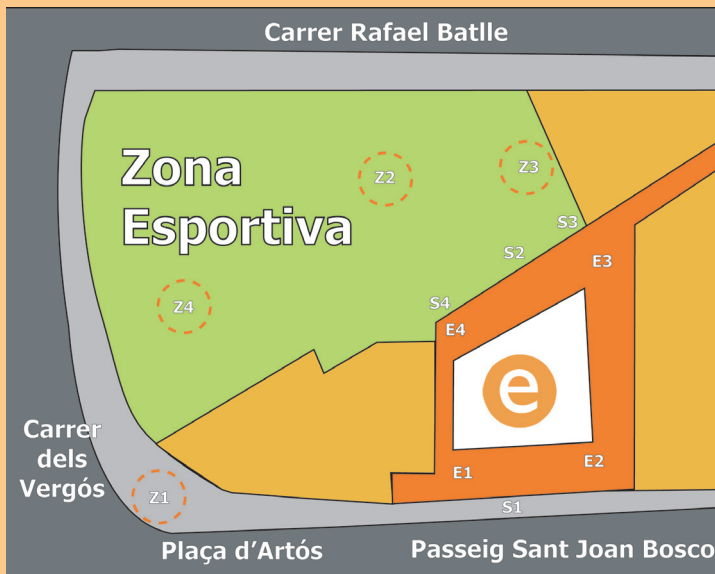 Carrer Rafael Batlle
Zona
Esportiva
Z2
Z3
S3
S2
E3
Z4
S4
E4
e
Carrer
dels
Vergós
E1
E2
Z1
S1
Plaça d'Artós
Passeig Sant Joan Bosco